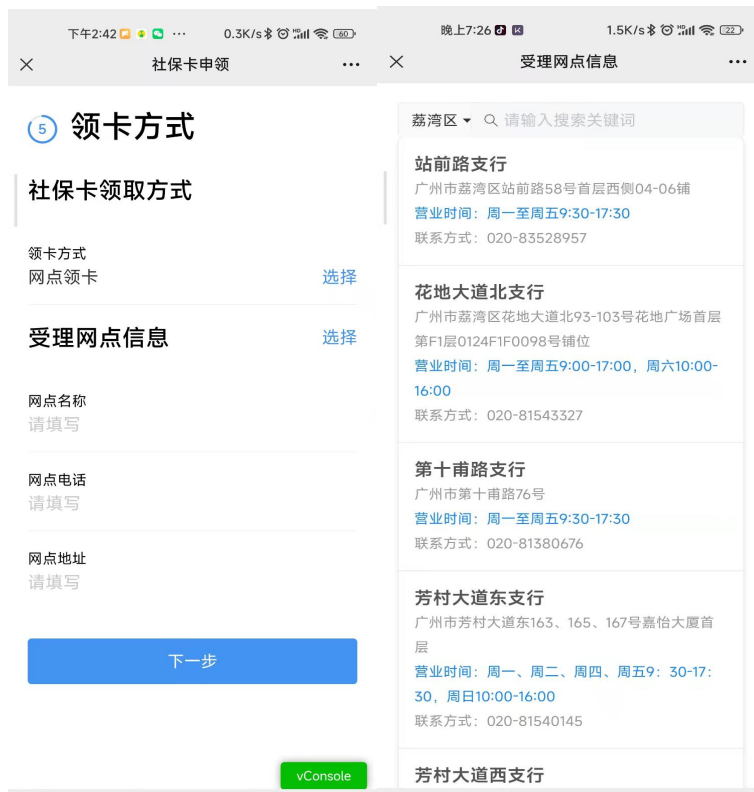 下午2:42 ··· 0.3K/s 60
社保卡申领
5 领卡方式
社保卡领取方式
领卡方式
网点领卡 选择
受理网点信息 选择
网点名称
请填写
网点电话
请填写
网点地址
请填写
下一步
vConsole
晚上7:26 1.5K/s 22
受理网点信息
荔湾区 请输入搜索关键词
站前路支行
广州市荔湾区站前路58号首层西侧04-06铺
营业时间：周一至周五9:30-17:30
联系方式：020-83528957
花地大道北支行
广州市荔湾区花地大道北93-103号花地广场首层
第F1层0124F1F0098号铺位
营业时间：周一至周五9:00-17:00，周六10:00-
16:00
联系方式：020-81543327
第十甫路支行
广州市第十甫路76号
营业时间：周一至周五9:30-17:30
联系方式：020-81380676
芳村大道东支行
广州市芳村大道东163、165、167号嘉怡大厦首
层
营业时间：周一、周二、周四、周五9：30-17：
30，周日10:00-16:00
联系方式：020-81540145
芳村大道西支行